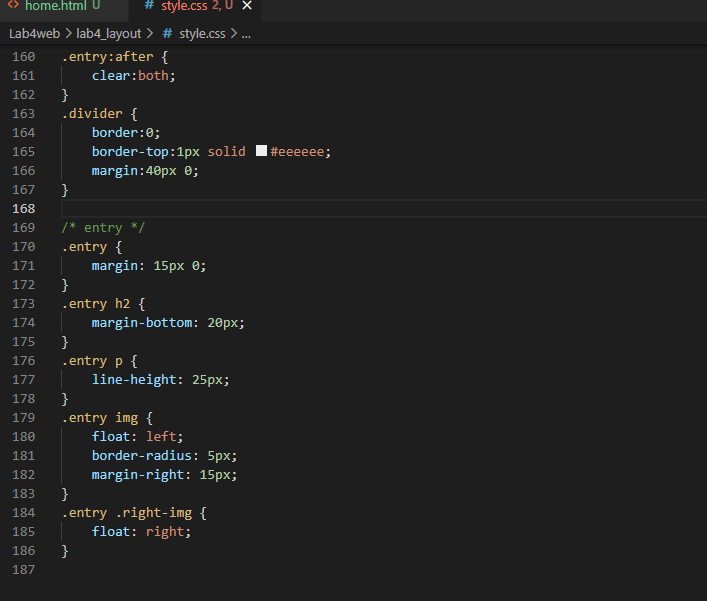 <> home.html U # style.css 2, U ×
Lab4web > lab4_layout > # style.css > ...
160 .entry:after {
161     clear:both;
162 }
163 .divider {
164     border:0;
165     border-top:1px solid #eeeeee;
166     margin:40px 0;
167 }
168
169 /* entry */
170 .entry {
171     margin: 15px 0;
172 }
173 .entry h2 {
174     margin-bottom: 20px;
175 }
176 .entry p {
177     line-height: 25px;
178 }
179 .entry img {
180     float: left;
181     border-radius: 5px;
182     margin-right: 15px;
183 }
184 .entry .right-img {
185     float: right;
186 }
187